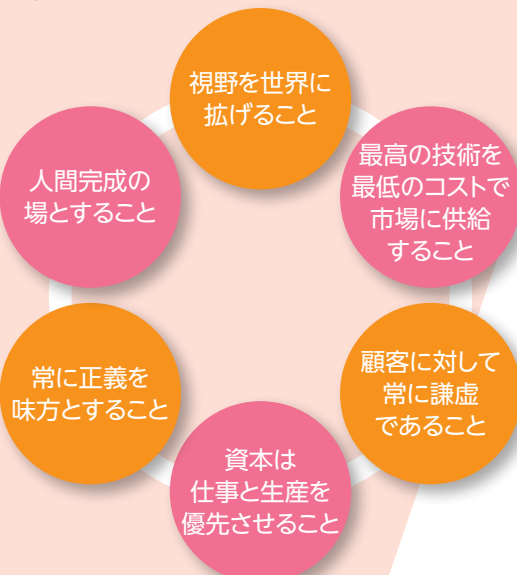 視野を世界に
拡げること
最高の技術を
最低のコストで
市場に供給
すること
顧客に対して
常に謙虚
であること
資本は
仕事と生産を
優先させること
常に正義を
味方とすること
人間完成の
場とすること